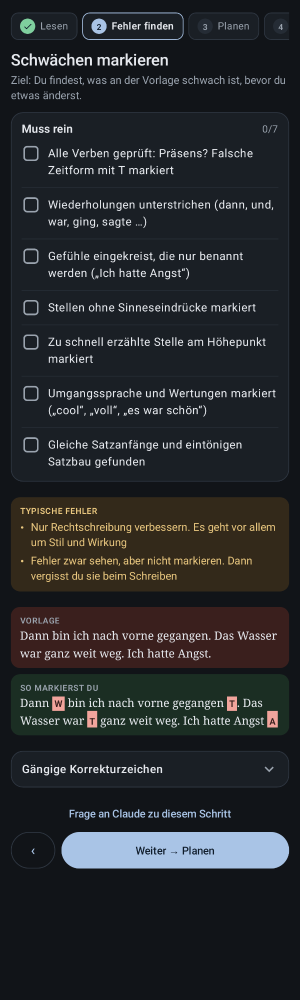 Lesen
2 Fehler finden
3 Planen
4
Schwächen markieren
Ziel: Du findest, was an der Vorlage schwach ist, bevor du
etwas änderst.
Muss rein 0/7
Alle Verben geprüft: Präsens? Falsche
Zeitform mit T markiert
Wiederholungen unterstrichen (dann, und,
war, ging, sagte …)
Gefühle eingekreist, die nur benannt
werden („Ich hatte Angst“)
Stellen ohne Sinneseindrücke markiert
Zu schnell erzählte Stelle am Höhepunkt
markiert
Umgangssprache und Wertungen markiert
(„cool“, „voll“, „es war schön“)
Gleiche Satzanfänge und eintönigen
Satzbau gefunden
TYPISCHE FEHLER
• Nur Rechtschreibung verbessern. Es geht vor allem
um Stil und Wirkung
• Fehler zwar sehen, aber nicht markieren. Dann
vergisst du sie beim Schreiben
VORLAGE
Dann bin ich nach vorne gegangen. Das Wasser
war ganz weit weg. Ich hatte Angst.
SO MARKIERST DU
Dann W bin ich nach vorne gegangen T. Das
Wasser war T ganz weit weg. Ich hatte Angst A
Gängige Korrekturzeichen
Frage an Claude zu diesem Schritt
‹
Weiter → Planen